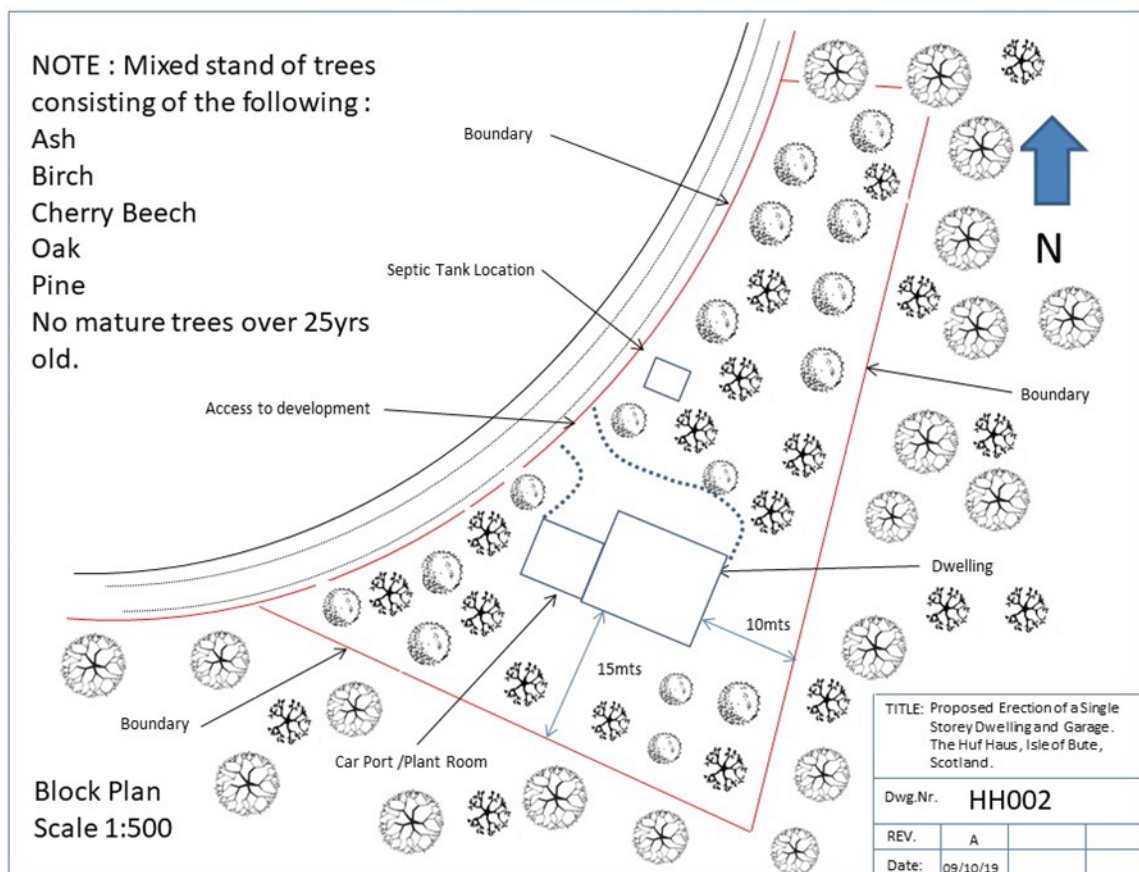 NOTE : Mixed stand of trees
consisting of the following :
Ash
Birch
Cherry Beech
Oak
Pine
No mature trees over 25yrs
old.
Boundary
Septic Tank Location
Access to development
N
Boundary
Dwelling
10mts
15mts
Boundary
Car Port /Plant Room
Block Plan
Scale 1:500
TITLE: Proposed Erection of a Single
Storey Dwelling and Garage.
The Huf Haus, Isle of Bute,
Scotland.
Dwg.Nr. HH002
REV. A
Date: 09/10/19